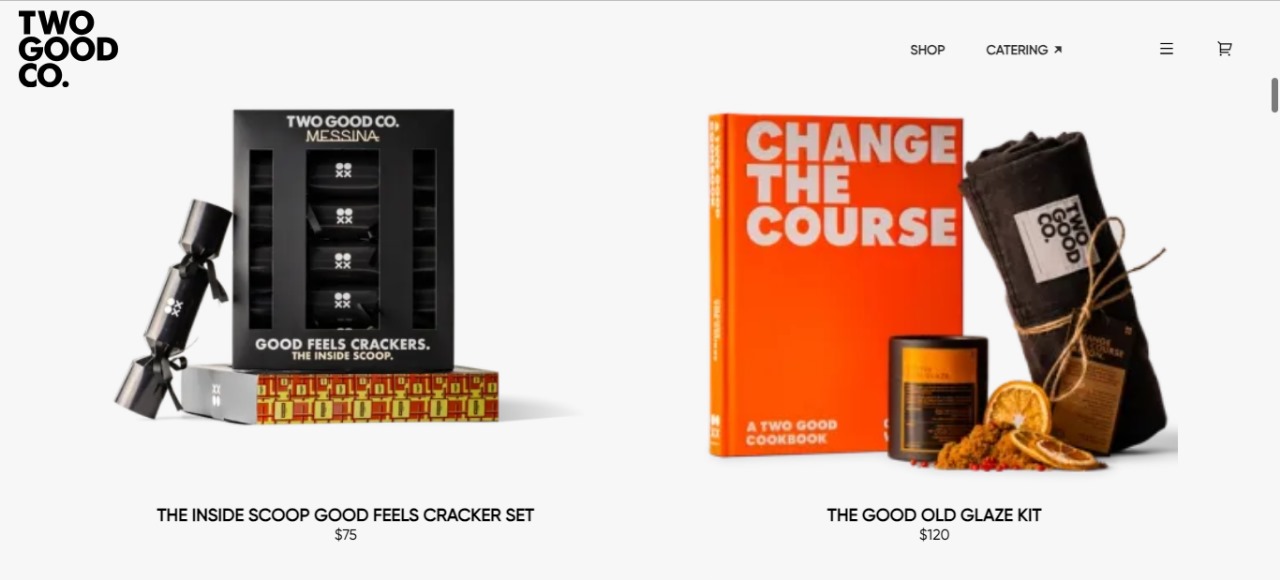 TWO
GOOD
CO.
SHOP
CATERING
TWO GOOD CO.
MESSINA
GOOD FEELS CRACKERS.
THE INSIDE SCOOP.
CHANGE
THE
COURSE
A TWO GOOD
COOKBOOK
TWO
GOOD
CO.
THE INSIDE SCOOP GOOD FEELS CRACKER SET
$75
THE GOOD OLD GLAZE KIT
$120